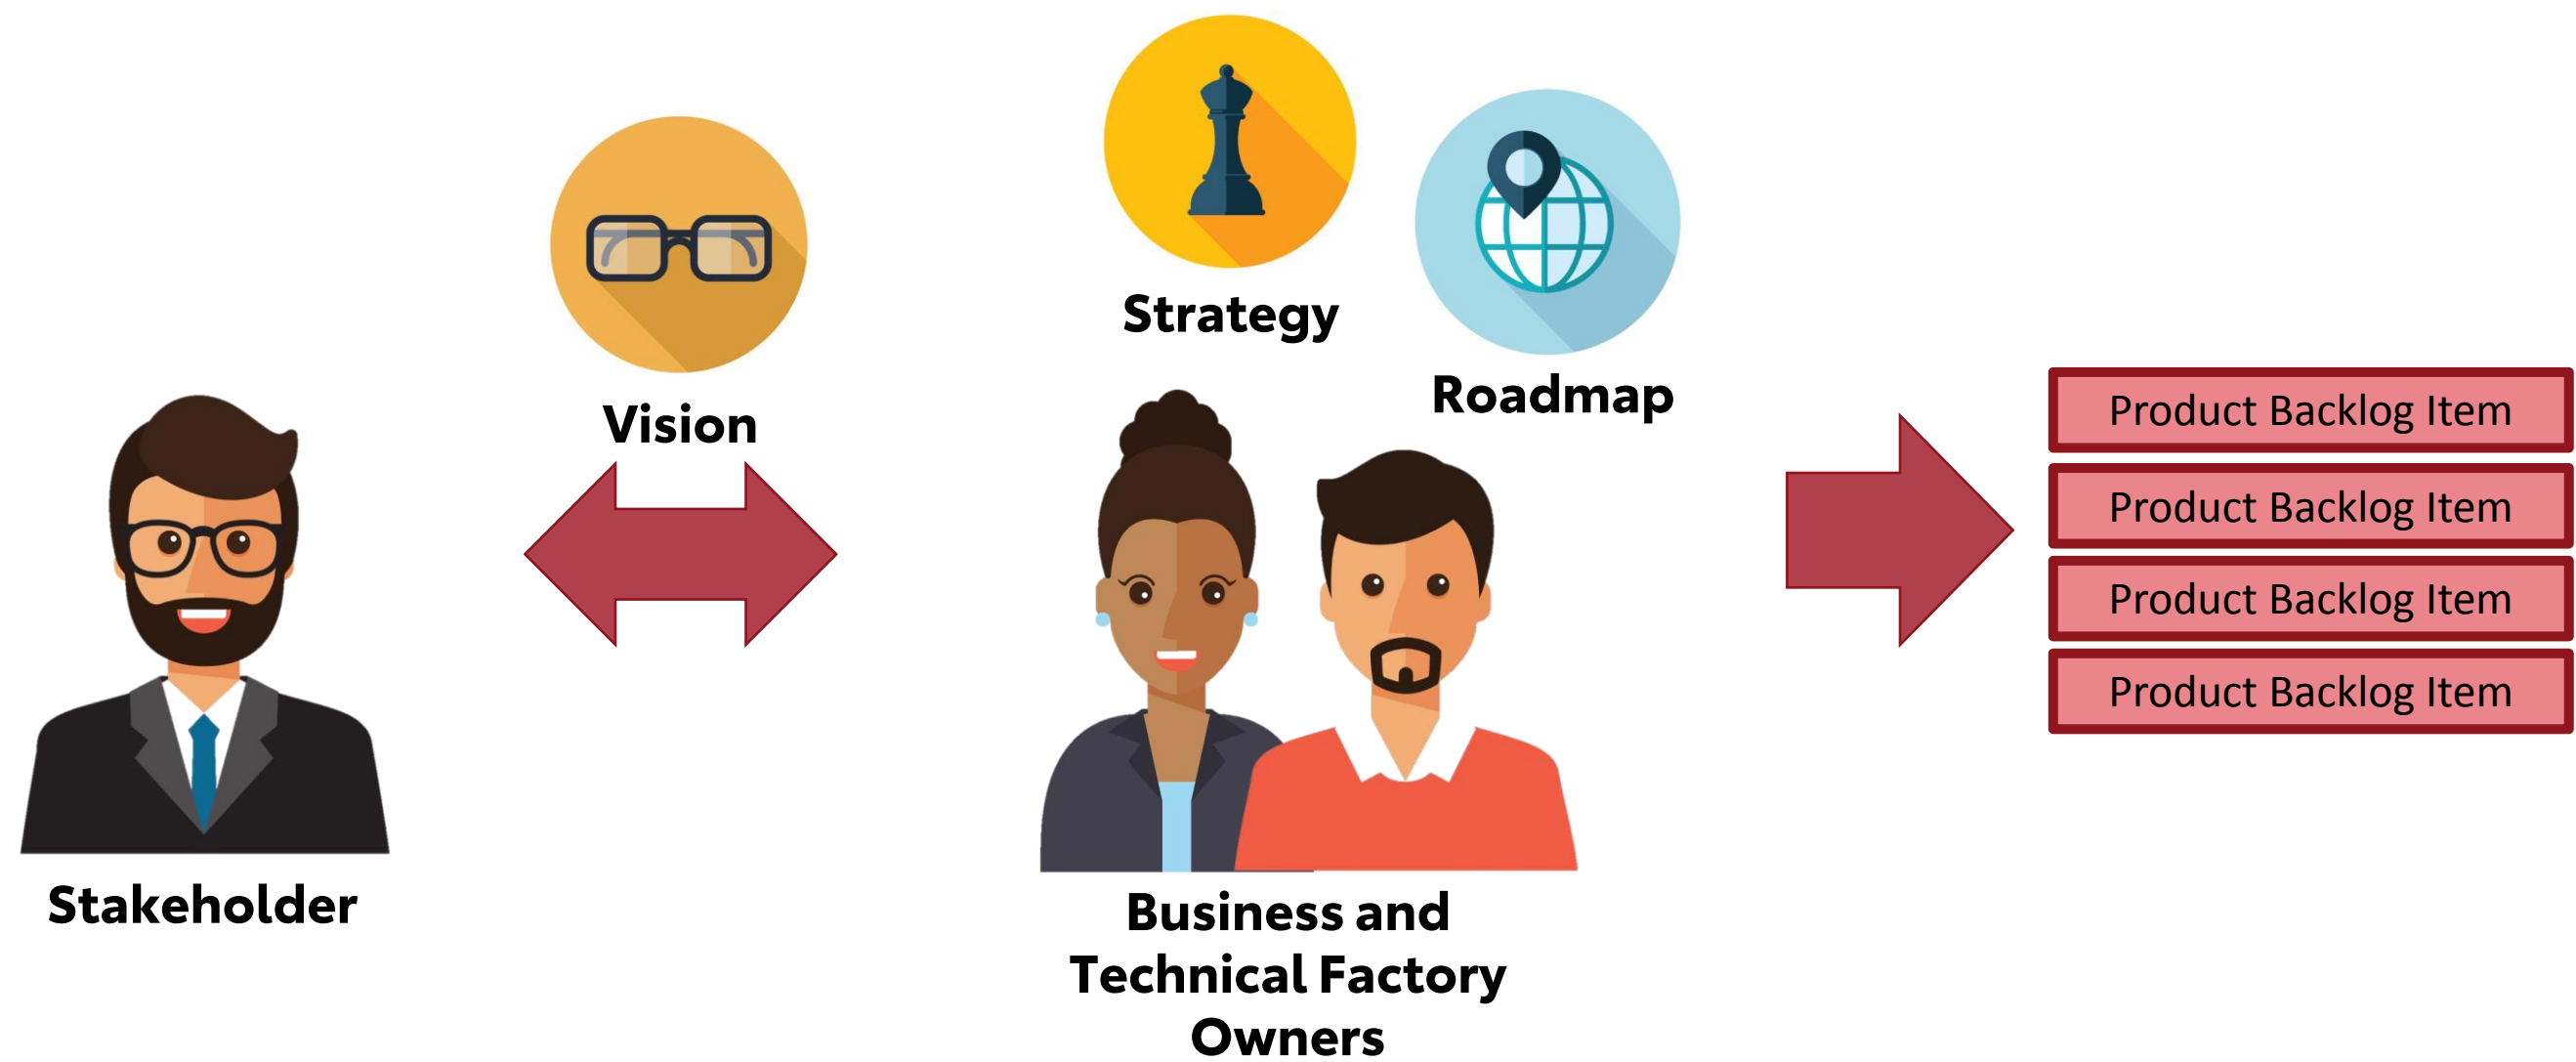 Stakeholder
Vision
Strategy
Roadmap
Business and
Technical Factory
Owners
Product Backlog Item
Product Backlog Item
Product Backlog Item
Product Backlog Item